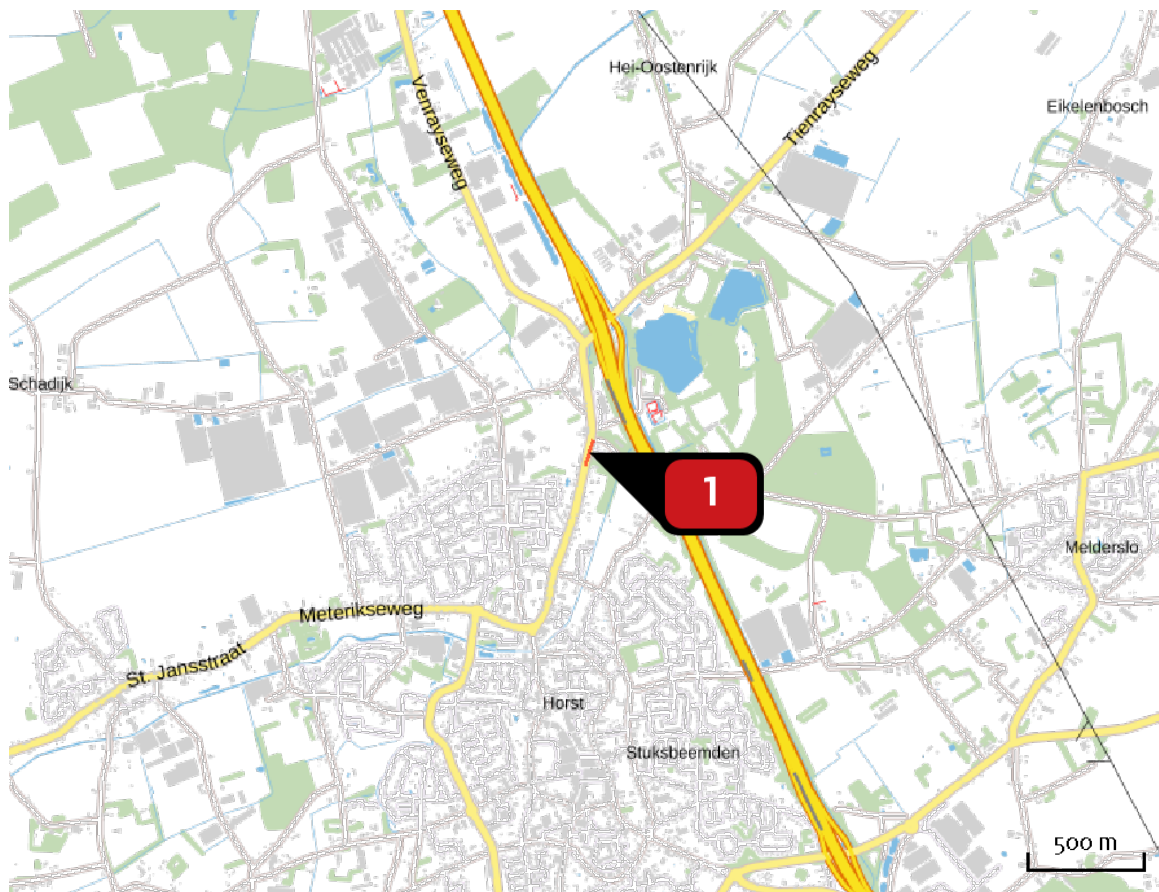 Hei-Oostenrijk
Tienrayseweg
Eikelenbosch
Venrayseweg
Schadijk
1
Melderslo
Meterikseweg
St. Jansstraat
Horst
Stuksbeemden
500 m